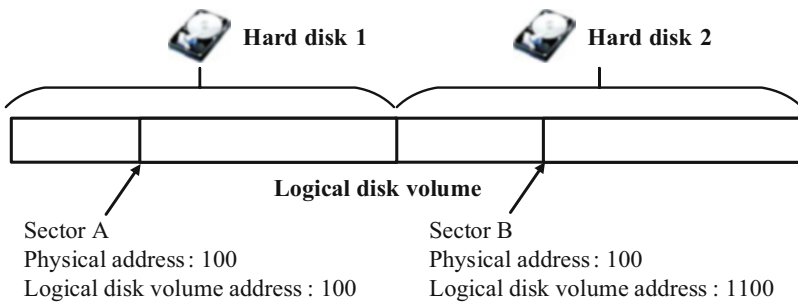 Hard disk 1
Hard disk 2
Logical disk volume
Sector A
Physical address : 100
Logical disk volume address : 100
Sector B
Physical address : 100
Logical disk volume address : 1100